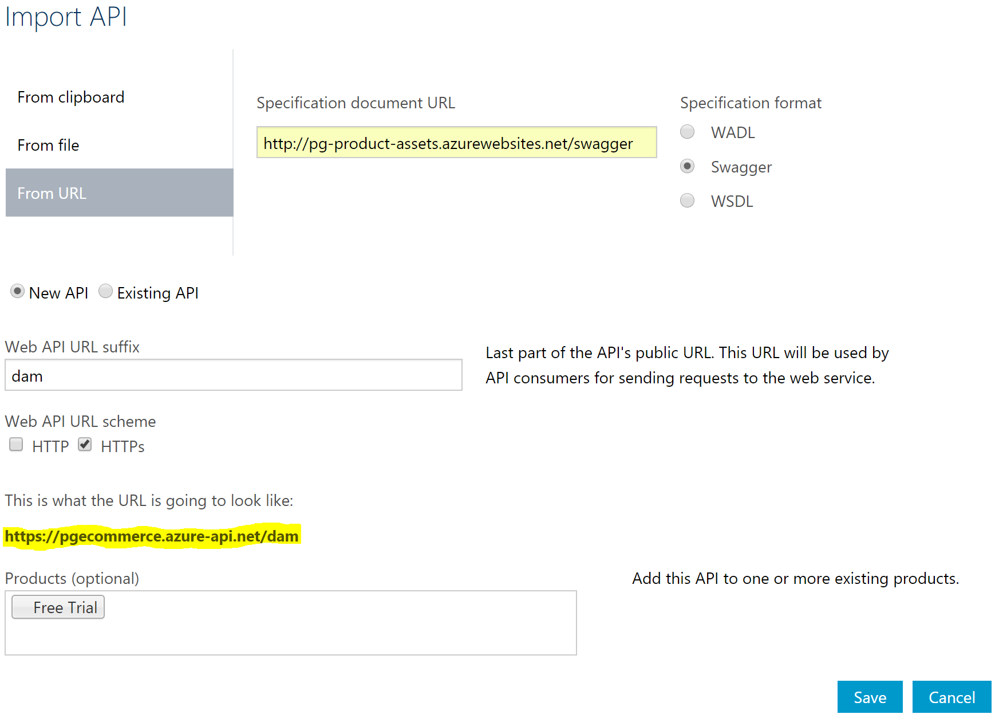 Import API
From clipboard
From file
From URL
Specification document URL
http://pg-product-assets.azurewebsites.net/swagger
Specification format
WADL
Swagger
WSDL
New API Existing API
Web API URL suffix
dam
Last part of the API's public URL. This URL will be used by
API consumers for sending requests to the web service.
Web API URL scheme
HTTP HTTPs
This is what the URL is going to look like:
https://pgecommerce.azure-api.net/dam
Products (optional)
Free Trial
Add this API to one or more existing products.
Save Cancel